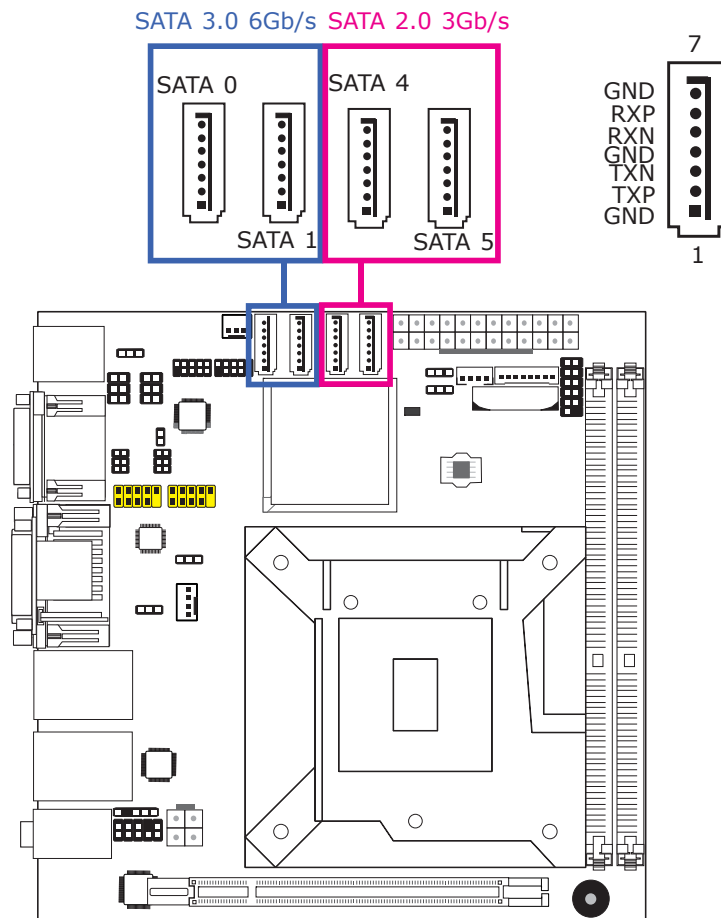 SATA 3.0 6Gb/s SATA 2.0 3Gb/s
SATA 0
SATA 4
SATA 1
SATA 5
7
GND
RXP
RXN
GND
TXN
TXP
GND
1